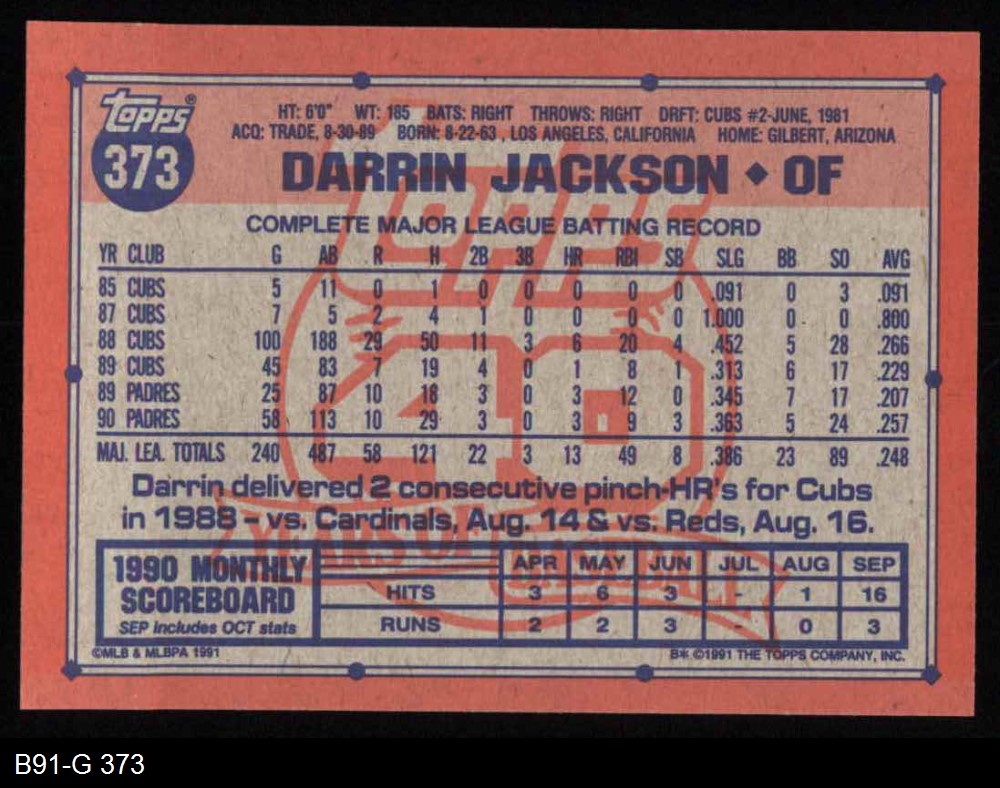 TOPPS®
373
HT: 6'0" WT: 185 BATS: RIGHT THROWS: RIGHT DRFT: CUBS #2-JUNE, 1981
ACQ: TRADE, 8-30-89 BORN: 8-22-63, LOS ANGELES, CALIFORNIA HOME: GILBERT, ARIZONA
DARRIN JACKSON ◆ OF
TOPPS
40
YEARS OF BASEBALL
COMPLETE MAJOR LEAGUE BATTING RECORD
YR CLUB G AB R H 2B 3B HR RBI SB SLG BB SO AVG
85 CUBS 5 11 0 1 0 0 0 0 0 .091 0 3 .091
87 CUBS 7 5 2 4 1 0 0 0 0 1.000 0 0 .800
88 CUBS 100 188 29 50 11 3 6 20 4 .452 5 28 .266
89 CUBS 45 83 7 19 4 0 1 8 1 .313 6 17 .229
89 PADRES 25 87 10 18 3 0 3 12 0 .345 7 17 .207
90 PADRES 58 113 10 29 3 0 3 9 3 .363 5 24 .257
MAJ. LEA. TOTALS 240 487 58 121 22 3 13 49 8 .386 23 89 .248
Darrin delivered 2 consecutive pinch-HR's for Cubs
in 1988 – vs. Cardinals, Aug. 14 & vs. Reds, Aug. 16.
1990 MONTHLY
SCOREBOARD
SEP includes OCT stats
APR MAY JUN JUL AUG SEP
HITS 3 6 3 - 1 16
RUNS 2 2 3 - 0 3
©MLB & MLBPA 1991
B* ©1991 THE TOPPS COMPANY, INC.
B91-G 373